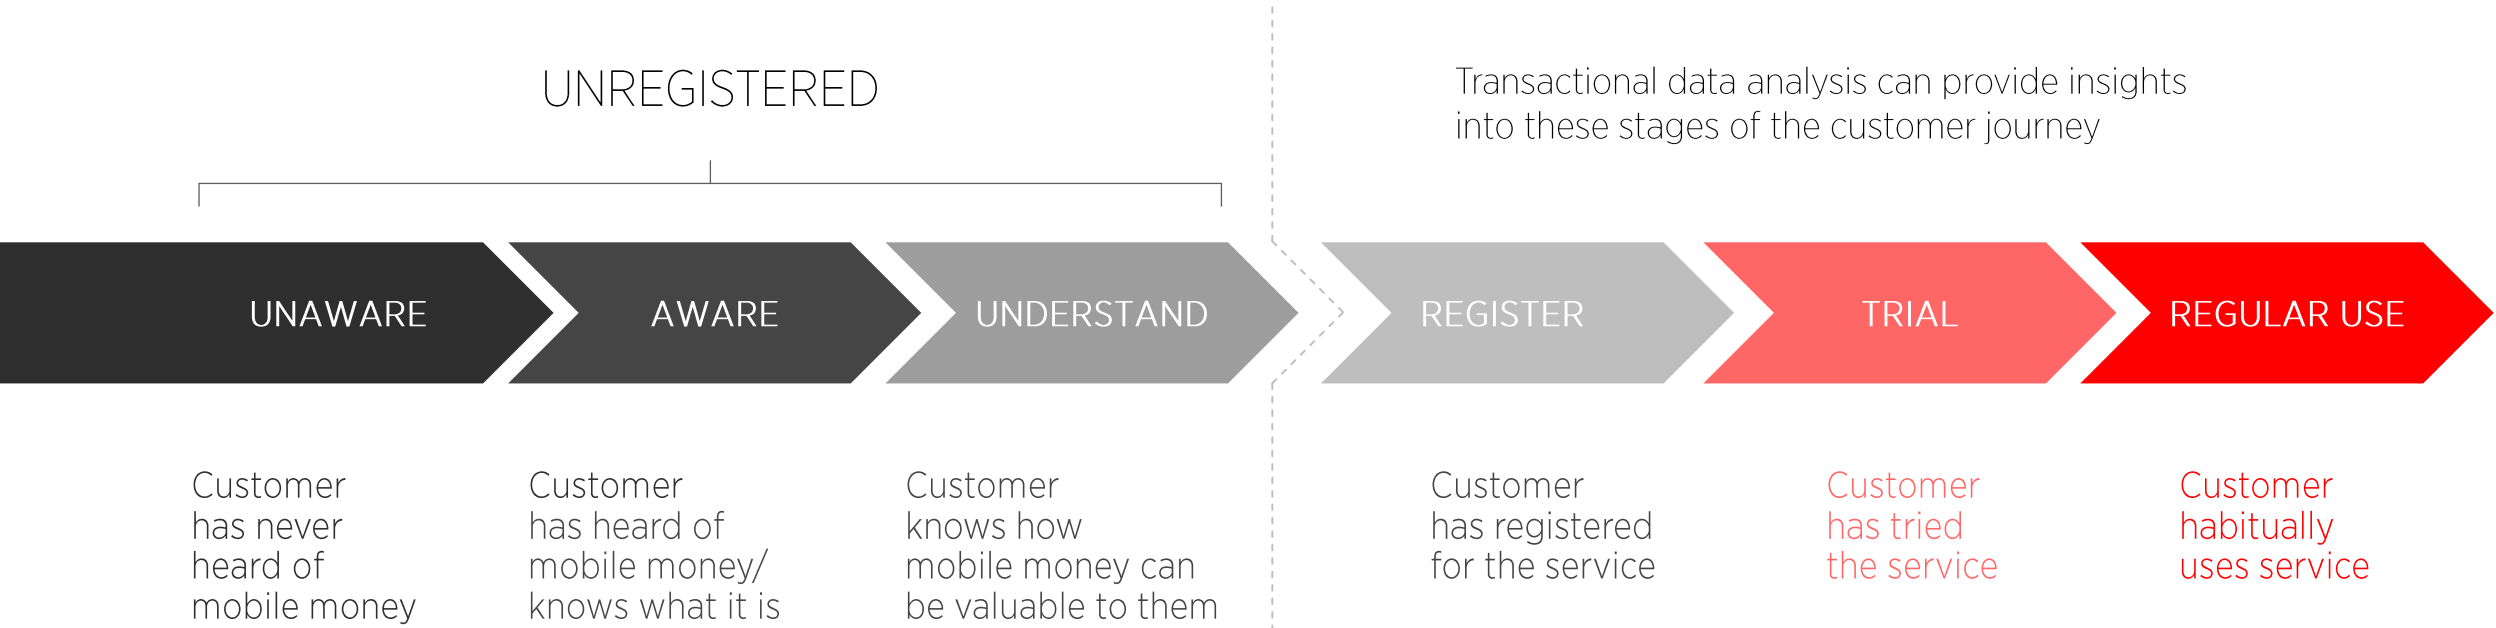 UNREGISTERED
Transactional data analysis can provide insights
into these stages of the customer journey
UNAWARE
AWARE
UNDERSTAND
REGISTER
TRIAL
REGULAR USE
Customer
has never
heard of
mobile money
Customer
has heard of
mobile money/
knows what it is
Customer
knows how
mobile money can
be valuable to them
Customer
has registered
for the service
Customer
has tried
the service
Customer
habitually
uses service